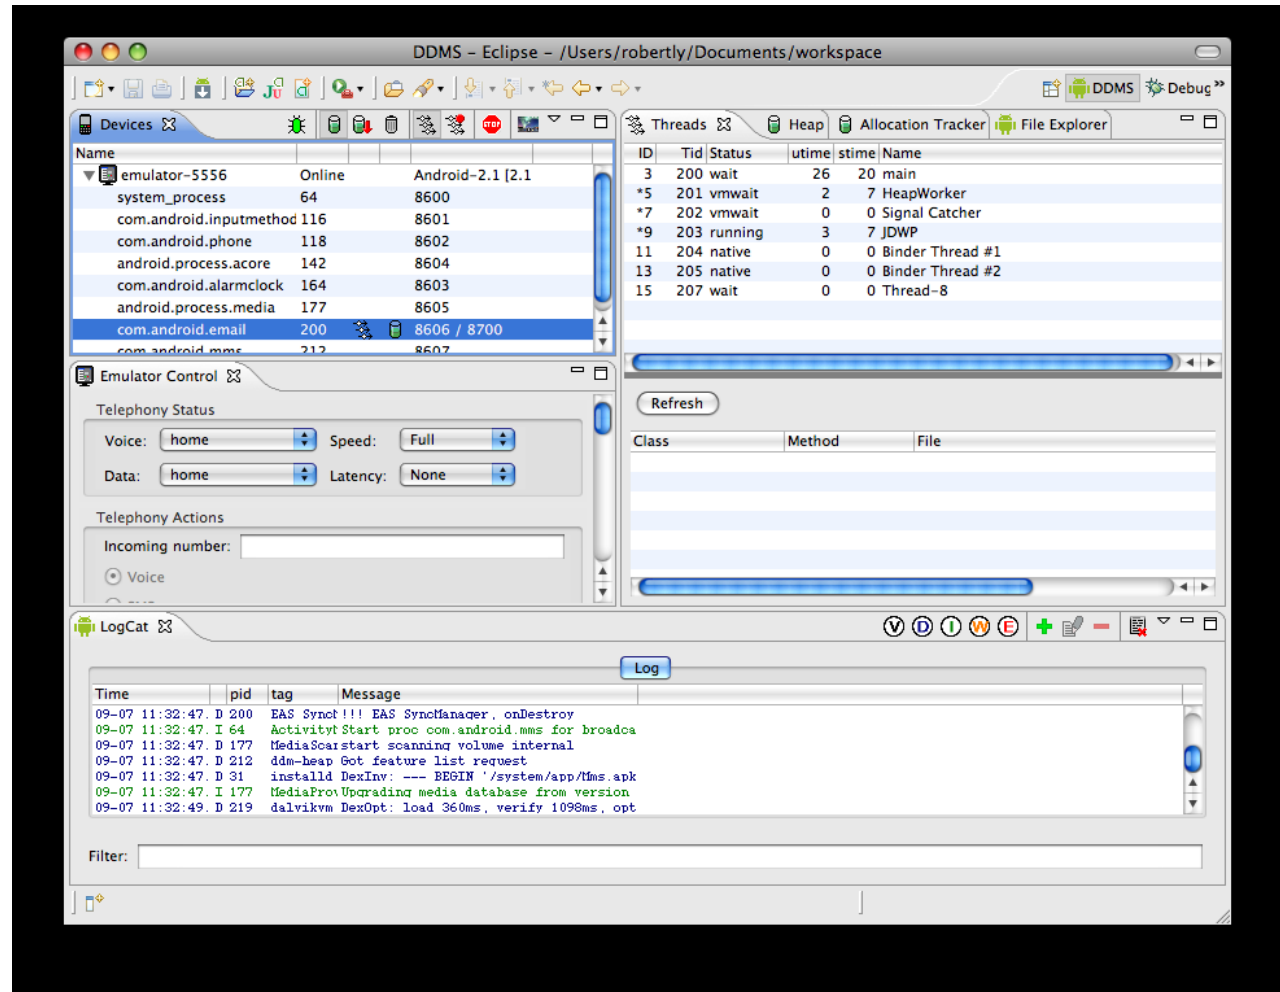 DDMS – Eclipse – /Users/robertly/Documents/workspace
DDMS Debug
Devices
Name
emulator-5556 Online Android-2.1 [2.1
system_process 64 8600
com.android.inputmethod 116 8601
com.android.phone 118 8602
android.process.acore 142 8604
com.android.alarmclock 164 8603
android.process.media 177 8605
com.android.email 200 8606 / 8700
com.android.mms 212 8607
Threads Heap Allocation Tracker File Explorer
ID Tid Status utime stime Name
3 200 wait 26 20 main
*5 201 vmwait 2 7 HeapWorker
*7 202 vmwait 0 0 Signal Catcher
*9 203 running 3 7 JDWP
11 204 native 0 0 Binder Thread #1
13 205 native 0 0 Binder Thread #2
15 207 wait 0 0 Thread-8
Refresh
Class Method File
Emulator Control
Telephony Status
Voice: home Speed: Full
Data: home Latency: None
Telephony Actions
Incoming number:
Voice
LogCat
V D I W E
Log
Time pid tag Message
09-07 11:32:47. D 200 EAS Sync !!! EAS SyncManager, onDestroy
09-07 11:32:47. I 64 Activity Start proc com.android.mms for broadca
09-07 11:32:47. D 177 MediaScar start scanning volume internal
09-07 11:32:47. D 212 ddm-heap Got feature list request
09-07 11:32:47. D 31 installd DexInv: --- BEGIN '/system/app/Mms.apk
09-07 11:32:47. I 177 MediaPro Upgrading media database from version
09-07 11:32:49. D 219 dalvikvm DexOpt: load 360ms, verify 1098ms, opt
Filter: